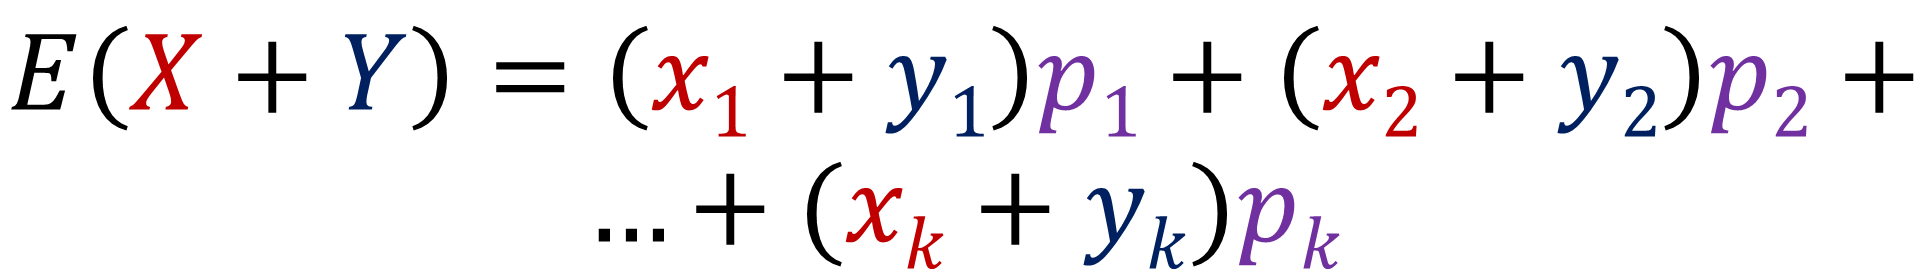 E(X + Y) = (x₁ + y₁)p₁ + (x₂ + y₂)p₂ +
... + (xₖ + yₖ)pₖ